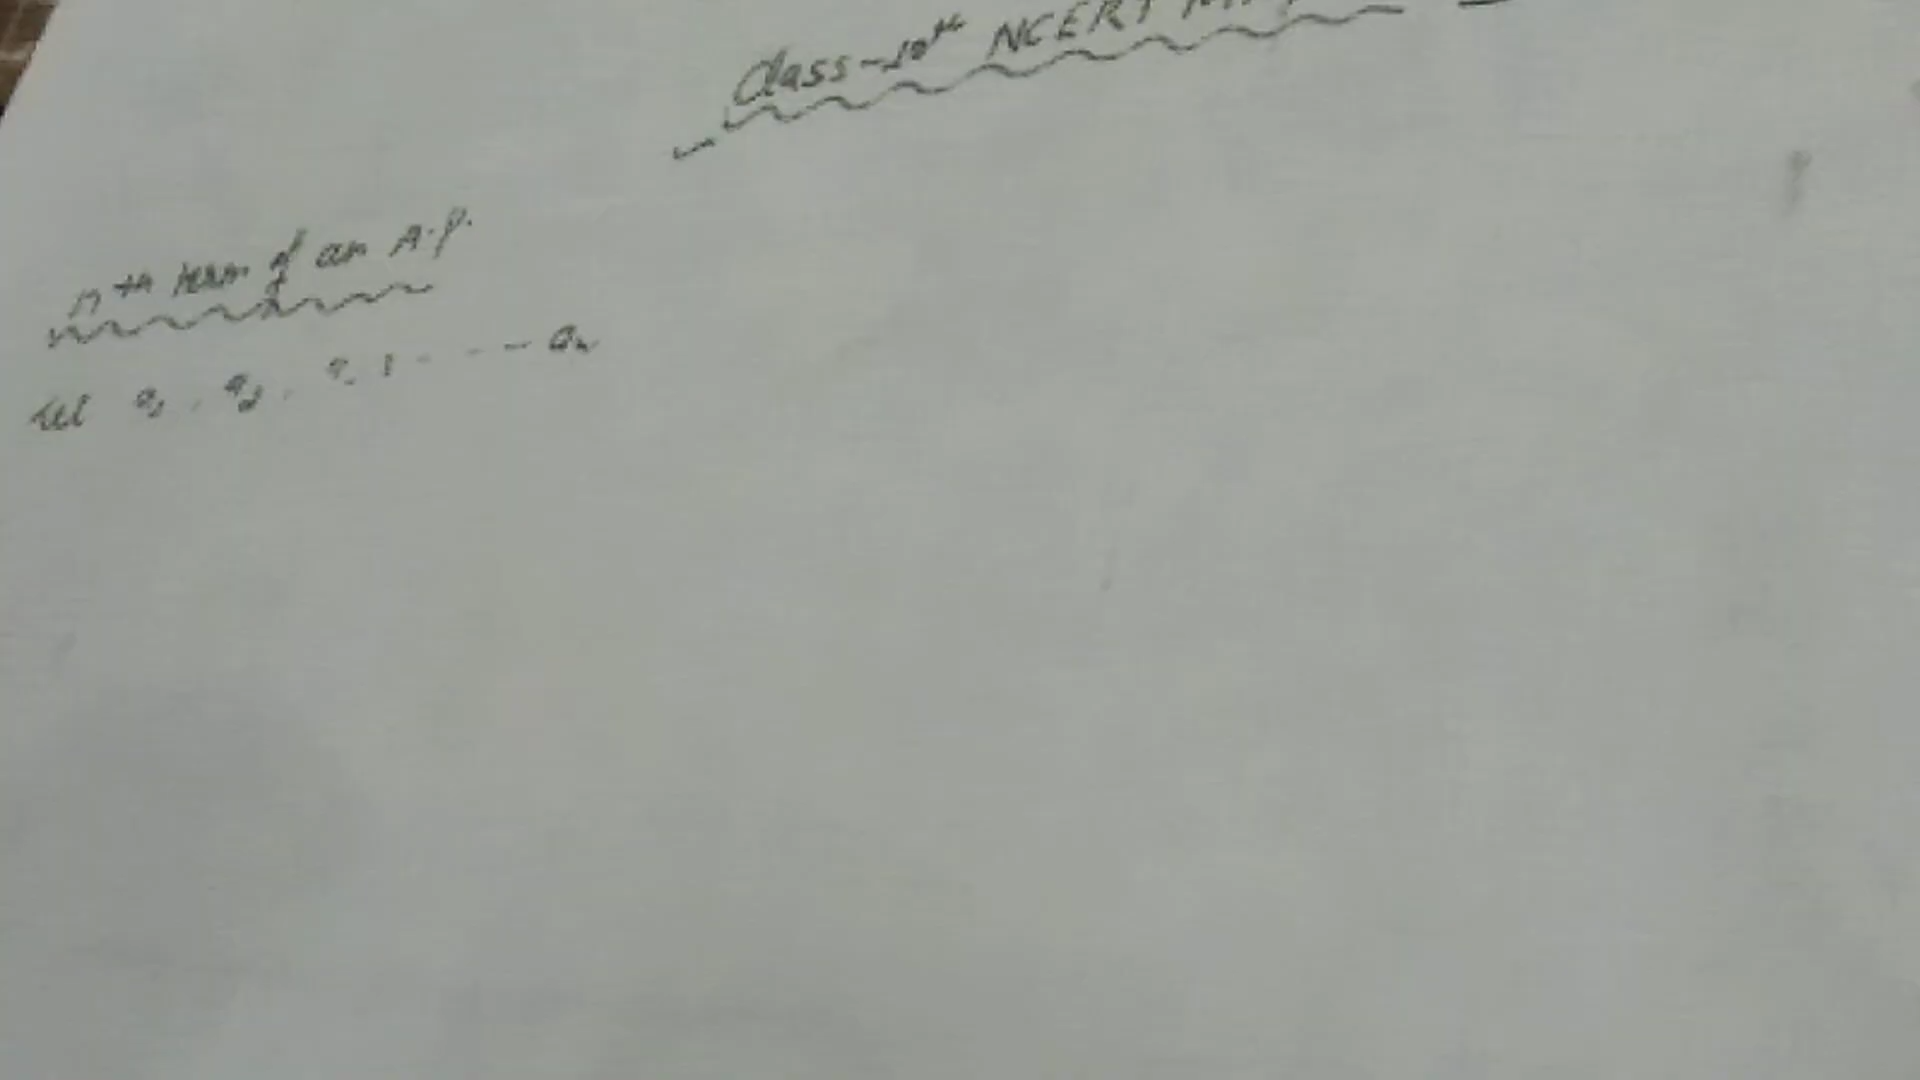 Class-10th NCERT
nth term of an A.P.
Let a1, a2, a3, ---- an